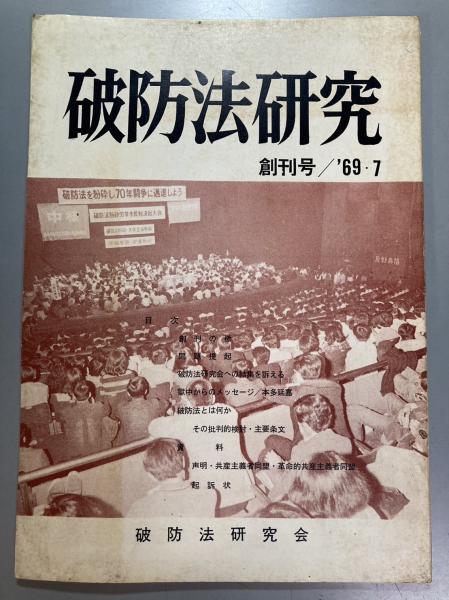 破防法研究
創刊号／'69・7
破防法を粉砕し70年闘争に邁進しよう
中核
目次
創刊の辞
問題提起
破防法研究会への結集を訴える
獄中からのメッセージ／本多延嘉
破防法とは何か
その批判的検討・主要条文
資料
声明・共産主義者同盟・革命的共産主義者同盟
起訴状
破防法研究会